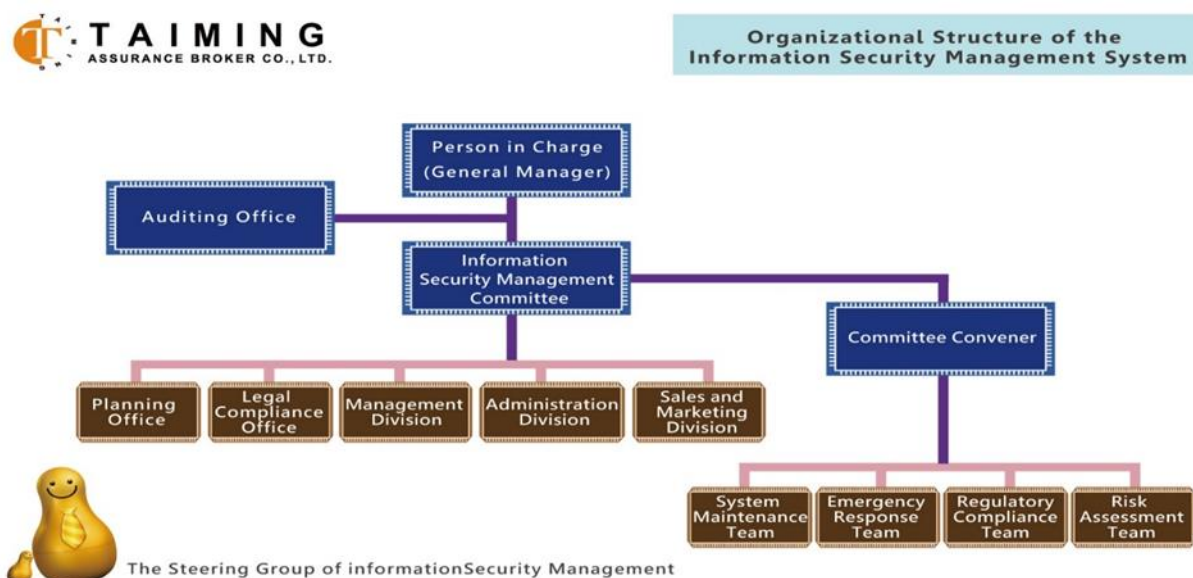 T
TAIMING
ASSURANCE BROKER CO., LTD.
Organizational Structure of the
Information Security Management System
Person in Charge
(General Manager)
Auditing Office
Information
Security Management
Committee
Committee Convener
Planning
Office
Legal
Compliance
Office
Management
Division
Administration
Division
Sales and
Marketing
Division
System
Maintenance
Team
Emergency
Response
Team
Regulatory
Compliance
Team
Risk
Assessment
Team
The Steering Group of informationSecurity Management